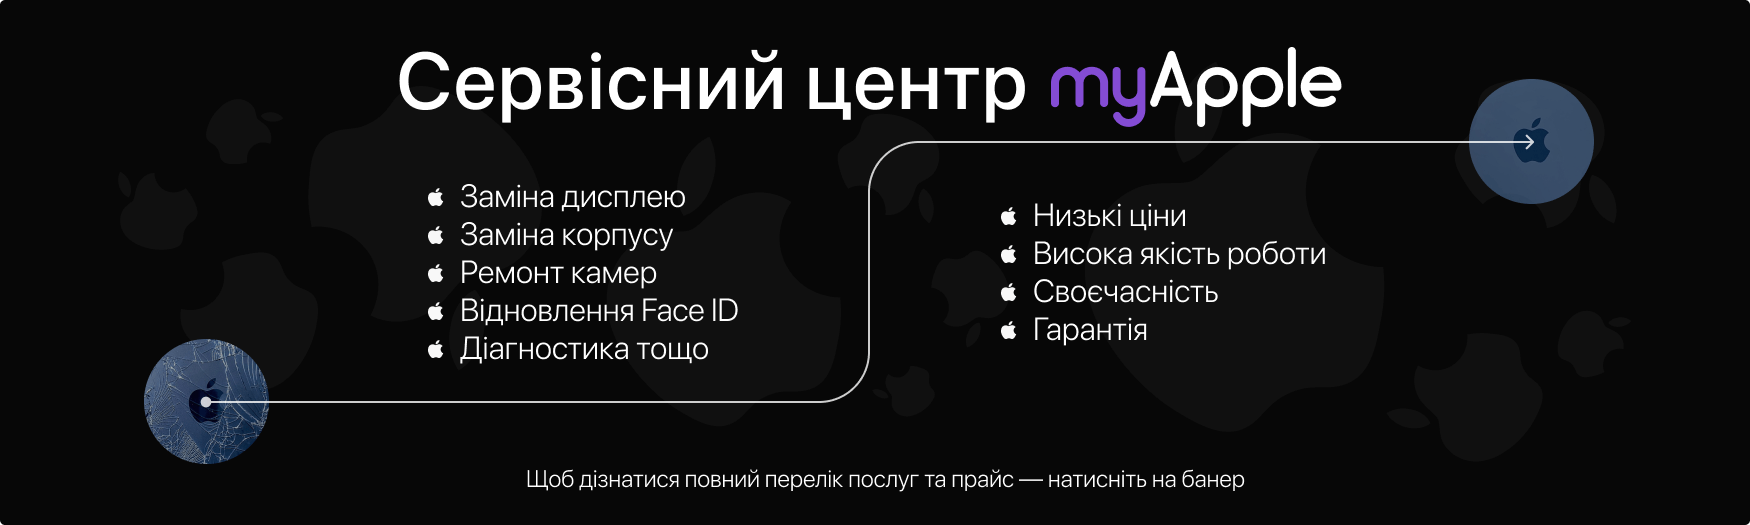 Сервісний центр myApple
Заміна дисплею
Заміна корпусу
Ремонт камер
Відновлення Face ID
Діагностика тощо
Низькі ціни
Висока якість роботи
Своєчасність
Гарантія
Щоб дізнатися повний перелік послуг та прайс — натисніть на банер